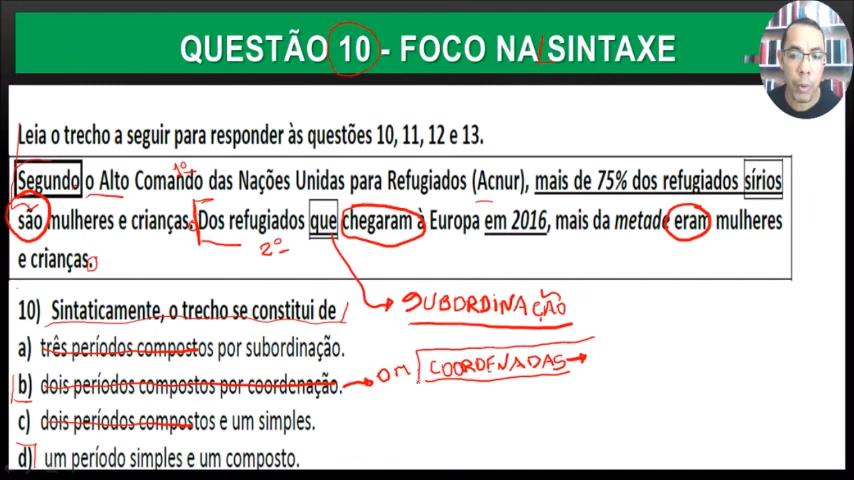 QUESTÃO 10 - FOCO NA SINTAXE
Leia o trecho a seguir para responder às questões 10, 11, 12 e 13.
1º
Segundo o Alto Comando das Nações Unidas para Refugiados (Acnur), mais de 75% dos refugiados sírios
são mulheres e crianças. Dos refugiados que chegaram à Europa em 2016, mais da metade eram mulheres
2º
e crianças.
10) Sintaticamente, o trecho se constitui de
SUBORDINAÇÃO
a) três períodos compostos por subordinação.
b) dois períodos compostos por coordenação.
OM COORDENADAS
c) dois períodos compostos e um simples.
d) um período simples e um composto.